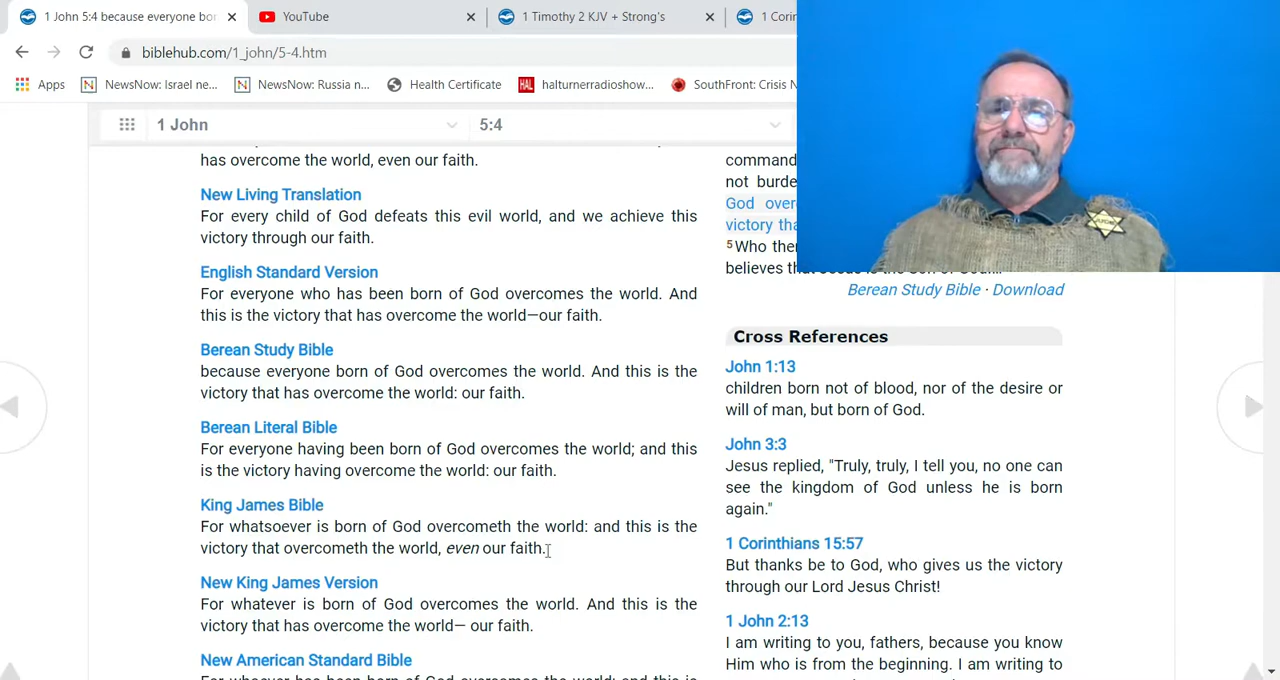 1 John 5:4 because everyone bor
YouTube
1 Timothy 2 KJV + Strong's
1 Corin
biblehub.com/1_john/5-4.htm
Apps
NewsNow: Israel ne...
NewsNow: Russia n...
Health Certificate
HAL
halturnerradioshow...
SouthFront: Crisis N
1 John
5:4
has overcome the world, even our faith.
New Living Translation
For every child of God defeats this evil world, and we achieve this
victory through our faith.
English Standard Version
For everyone who has been born of God overcomes the world. And
this is the victory that has overcome the world—our faith.
Berean Study Bible
because everyone born of God overcomes the world. And this is the
victory that has overcome the world: our faith.
Berean Literal Bible
For everyone having been born of God overcomes the world; and this
is the victory having overcome the world: our faith.
King James Bible
For whatsoever is born of God overcometh the world: and this is the
victory that overcometh the world, even our faith.
New King James Version
For whatever is born of God overcomes the world. And this is the
victory that has overcome the world— our faith.
New American Standard Bible
command
not burde
God over
victory tha
5 Who then
believes tha
Berean Study Bible · Download
Cross References
John 1:13
children born not of blood, nor of the desire or
will of man, but born of God.
John 3:3
Jesus replied, "Truly, truly, I tell you, no one can
see the kingdom of God unless he is born
again."
1 Corinthians 15:57
But thanks be to God, who gives us the victory
through our Lord Jesus Christ!
1 John 2:13
I am writing to you, fathers, because you know
Him who is from the beginning. I am writing to